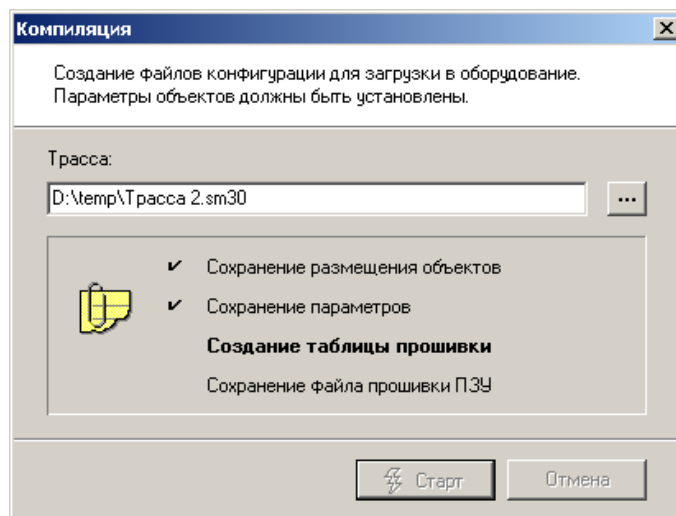 Компиляция
Создание файлов конфигурации для загрузки в оборудование.
Параметры объектов должны быть установлены.
Трасса:
D:\temp\Трасса 2.sm30
...
✔ Сохранение размещения объектов
✔ Сохранение параметров
Создание таблицы прошивки
Сохранение файла прошивки ПЗУ
Старт
Отмена